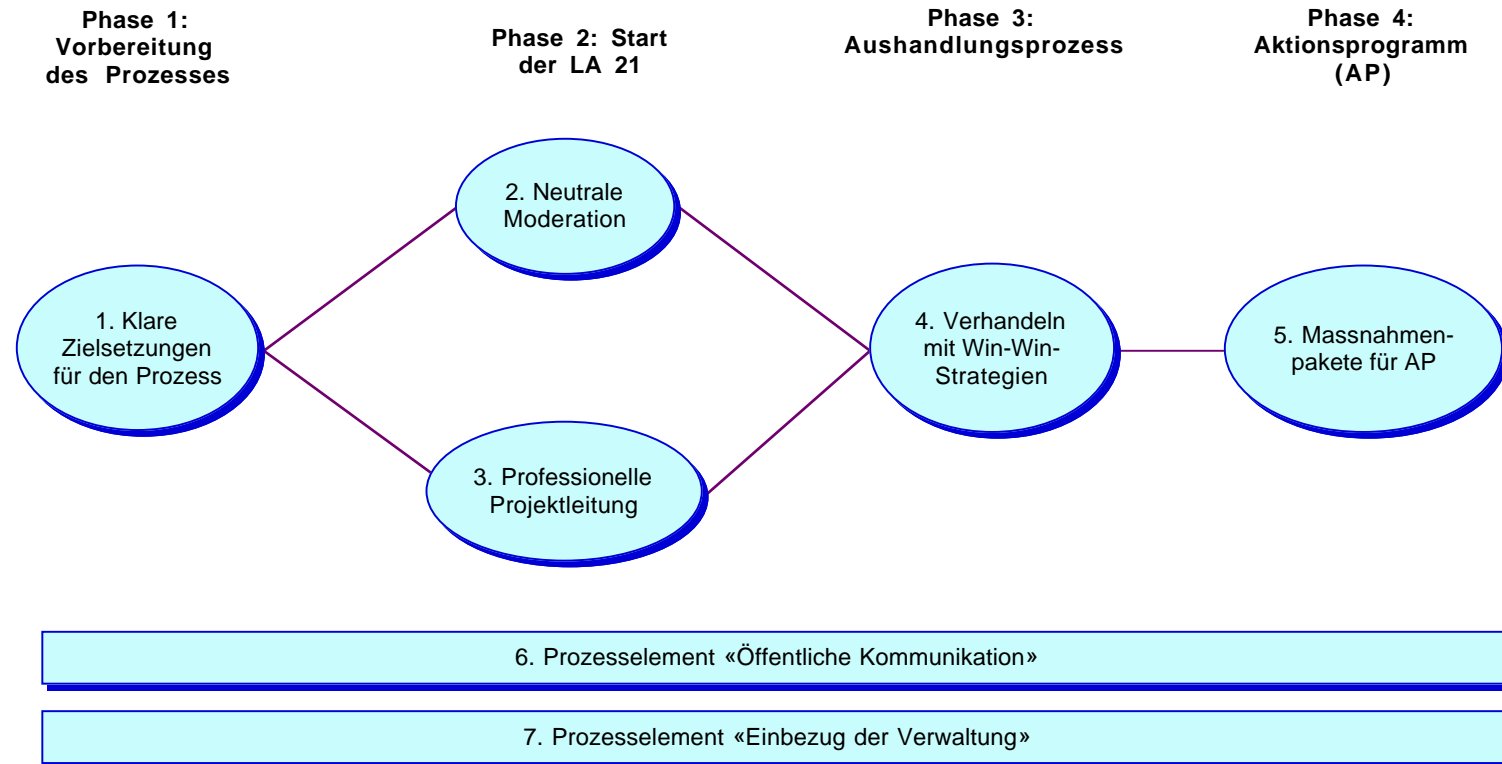 Phase 1:
Vorbereitung
des Prozesses
Phase 2: Start
der LA 21
Phase 3:
Aushandlungsprozess
Phase 4:
Aktionsprogramm
(AP)
1. Klare
Zielsetzungen
für den Prozess
2. Neutrale
Moderation
3. Professionelle
Projektleitung
4. Verhandeln
mit Win-Win-
Strategien
5. Massnahmen-
pakete für AP
6. Prozesselement «Öffentliche Kommunikation»
7. Prozesselement «Einbezug der Verwaltung»